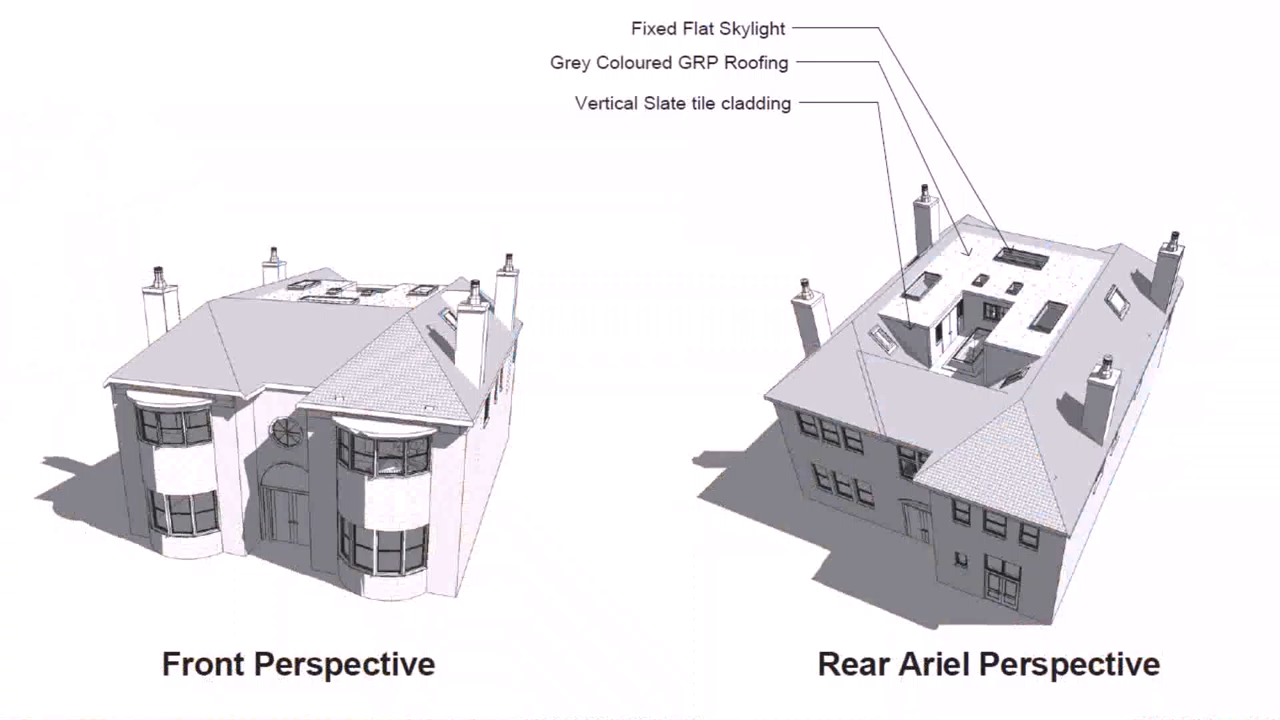 Fixed Flat Skylight
Grey Coloured GRP Roofing
Vertical Slate tile cladding
Front Perspective
Rear Ariel Perspective